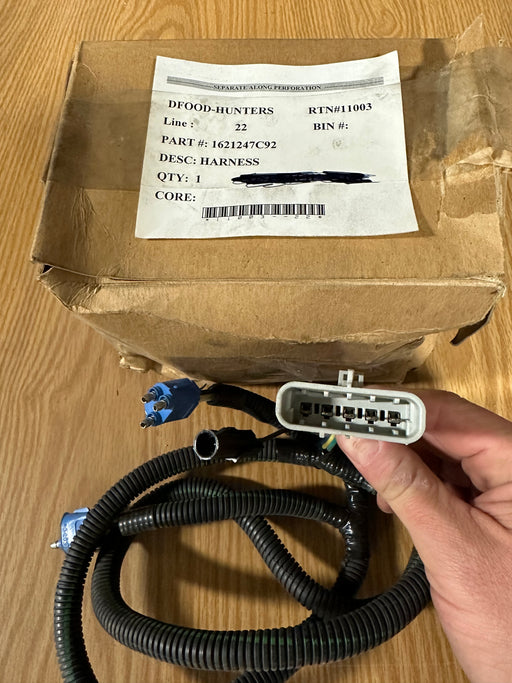 SEPARATE ALONG PERFORATION
DFOOD-HUNTERS RTN#11003
Line : 22 BIN #:
PART #: 1621247C92
DESC: HARNESS
QTY: 1
CORE: